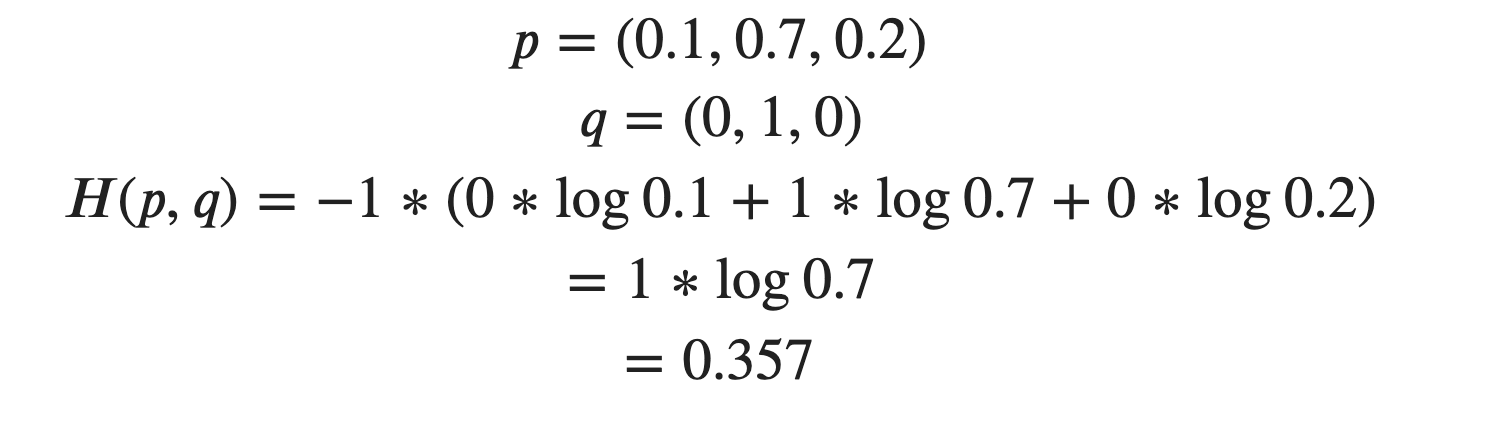 p = (0.1, 0.7, 0.2)
q = (0, 1, 0)
H(p, q) = −1 ∗ (0 ∗ log 0.1 + 1 ∗ log 0.7 + 0 ∗ log 0.2)
= 1 ∗ log 0.7
= 0.357